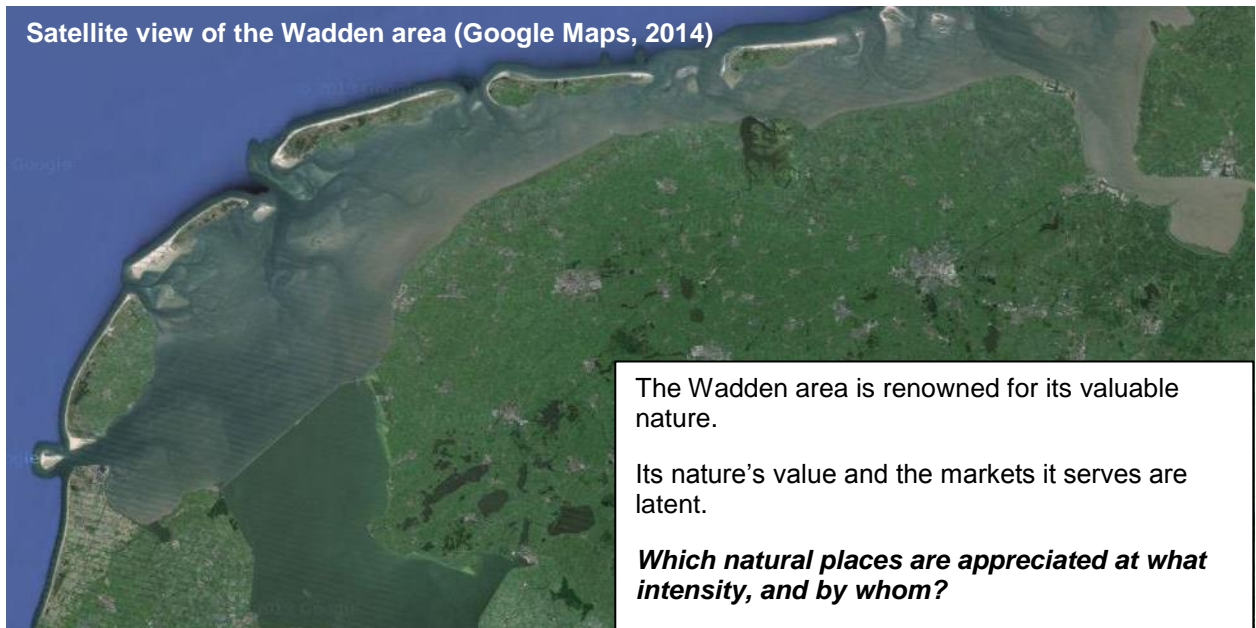 Satellite view of the Wadden area (Google Maps, 2014)
The Wadden area is renowned for its valuable
nature.
Its nature’s value and the markets it serves are
latent.
Which natural places are appreciated at what
intensity, and by whom?